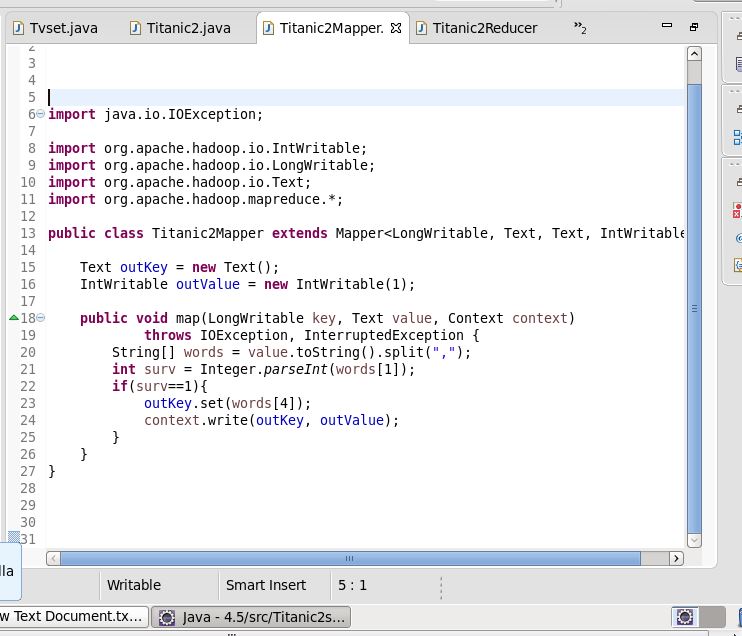 Tvset.java Titanic2.java Titanic2Mapper. Titanic2Reducer »2
2
3
4
5
6 import java.io.IOException;
7
8 import org.apache.hadoop.io.IntWritable;
9 import org.apache.hadoop.io.LongWritable;
10 import org.apache.hadoop.io.Text;
11 import org.apache.hadoop.mapreduce.*;
12
13 public class Titanic2Mapper extends Mapper<LongWritable, Text, Text, IntWritable
14
15 Text outKey = new Text();
16 IntWritable outValue = new IntWritable(1);
17
18 public void map(LongWritable key, Text value, Context context)
19 throws IOException, InterruptedException {
20 String[] words = value.toString().split(",");
21 int surv = Integer.parseInt(words[1]);
22 if(surv==1){
23 outKey.set(words[4]);
24 context.write(outKey, outValue);
25 }
26 }
27 }
28
29
30
31
lla
Writable Smart Insert 5 : 1
w Text Document.tx... Java - 4.5/src/Titanic2s...